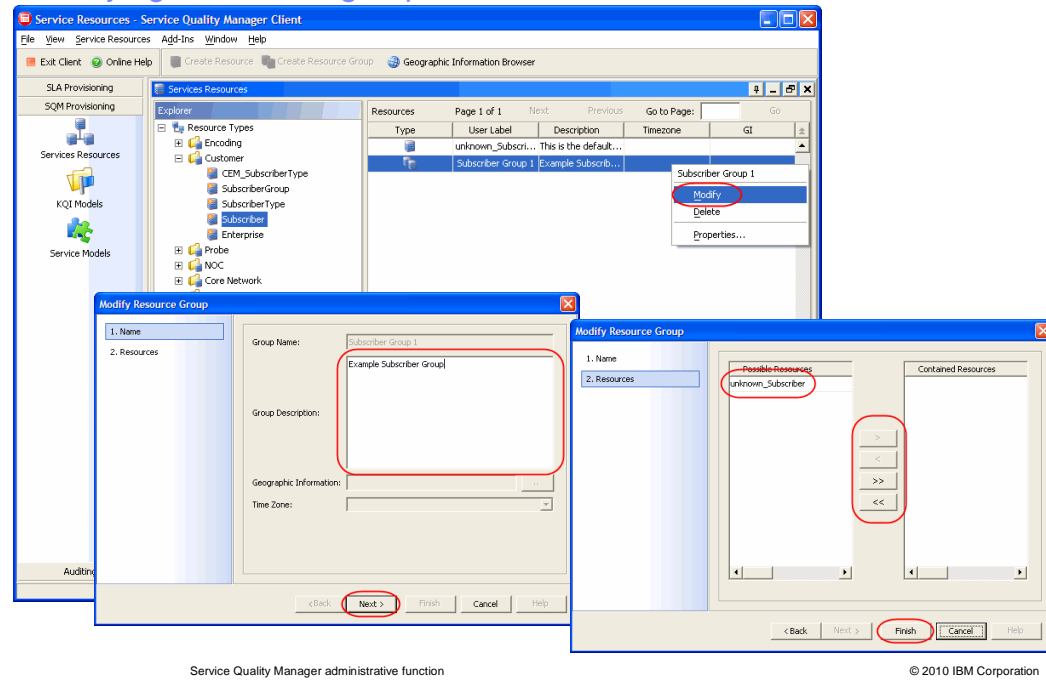 Service Resources - Service Quality Manager Client
File View Service Resources Add-Ins Window Help
Exit Client Online Help Create Resource Create Resource Group Geographic Information Browser
SLA Provisioning
SQM Provisioning
Services Resources
KQI Models
Service Models
Services Resources
Explorer
Resource Types
Encoding
Customer
CEM_SubscriberType
SubscriberGroup
SubscriberType
Subscriber
Enterprise
Probe
NOC
Core Network
Resources Page 1 of 1 Next Previous Go to Page: Go
Type User Label Description Timezone GI
unknown_Subscri... This is the default...
Subscriber Group 1 Example Subscrib...
Subscriber Group 1
Modify
Delete
Properties...
Modify Resource Group
1. Name
2. Resources
Group Name: Subscriber Group 1
Example Subscriber Group
Group Description:
Geographic Information: ...
Time Zone:
<Back Next > Finish Cancel Help
Modify Resource Group
1. Name
2. Resources
Possible Resources Contained Resources
unknown_Subscriber
>
<
>>
<<
< Back Next > Finish Cancel Help
Service Quality Manager administrative function © 2010 IBM Corporation